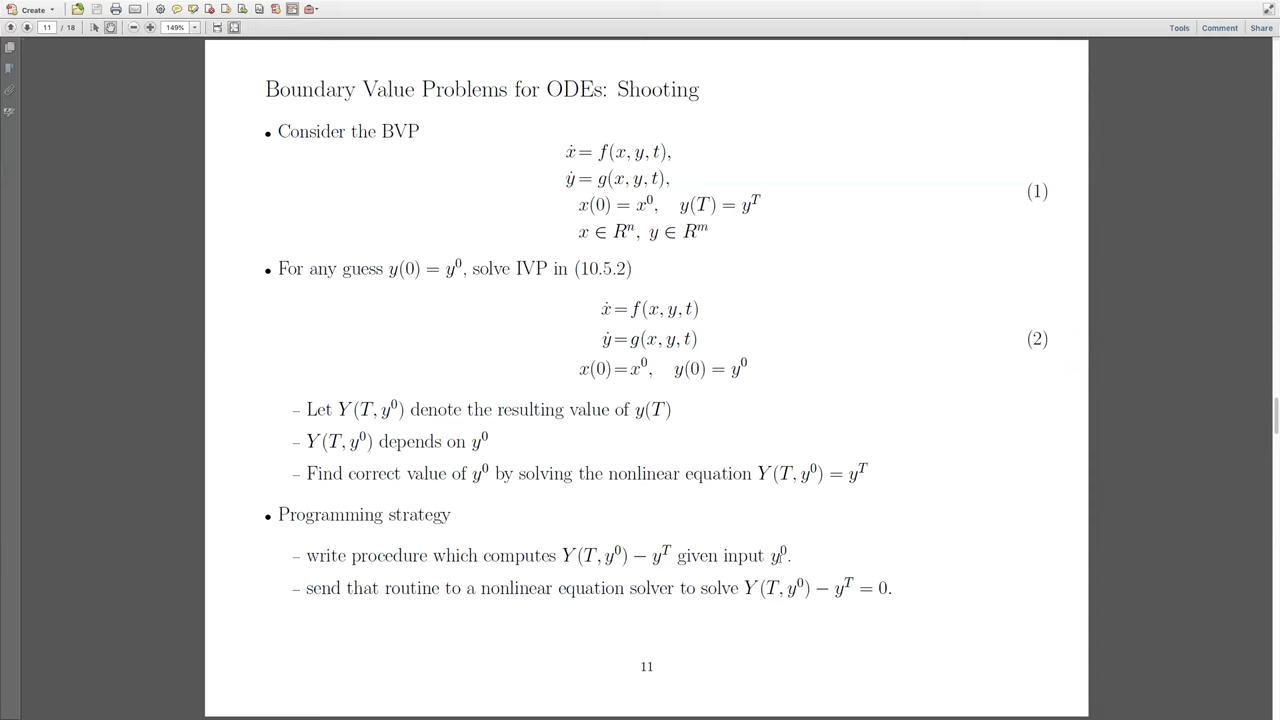 Create
11 / 18
149%
Tools
Comment
Share
Boundary Value Problems for ODEs: Shooting
• Consider the BVP
ẋ = f(x, y, t),
ẏ = g(x, y, t),
x(0) = x⁰, y(T) = yᵀ
x ∈ Rⁿ, y ∈ Rᵐ
(1)
• For any guess y(0) = y⁰, solve IVP in (10.5.2)
ẋ = f(x, y, t)
ẏ = g(x, y, t)
x(0) = x⁰, y(0) = y⁰
(2)
– Let Y(T, y⁰) denote the resulting value of y(T)
– Y(T, y⁰) depends on y⁰
– Find correct value of y⁰ by solving the nonlinear equation Y(T, y⁰) = yᵀ
• Programming strategy
– write procedure which computes Y(T, y⁰) − yᵀ given input y⁰.
– send that routine to a nonlinear equation solver to solve Y(T, y⁰) − yᵀ = 0.
11